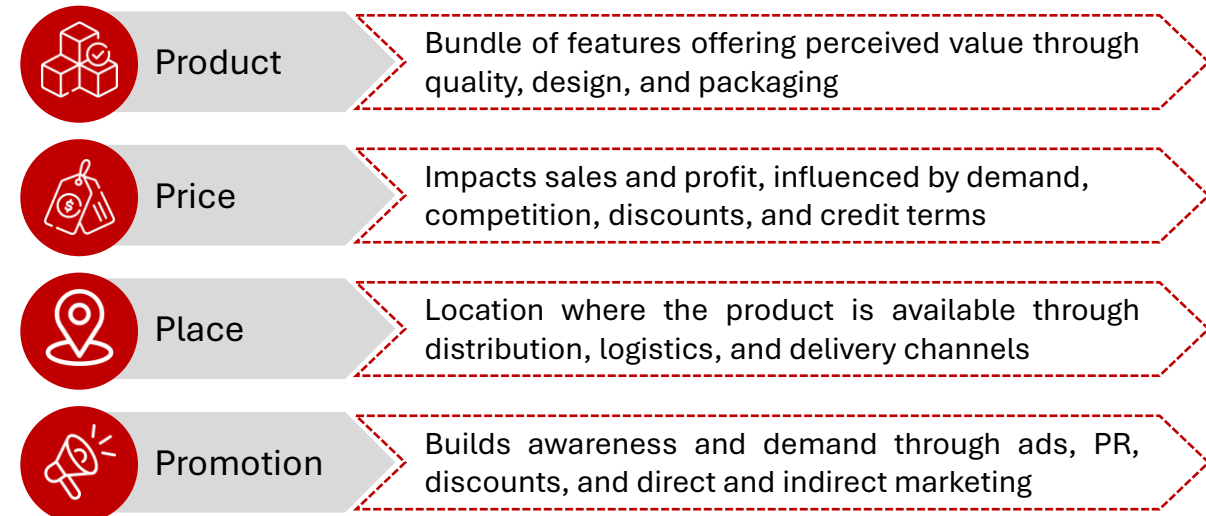 Product
Bundle of features offering perceived value through
quality, design, and packaging
Price
Impacts sales and profit, influenced by demand,
competition, discounts, and credit terms
$
Place
Location where the product is available through
distribution, logistics, and delivery channels
Promotion
Builds awareness and demand through ads, PR,
discounts, and direct and indirect marketing